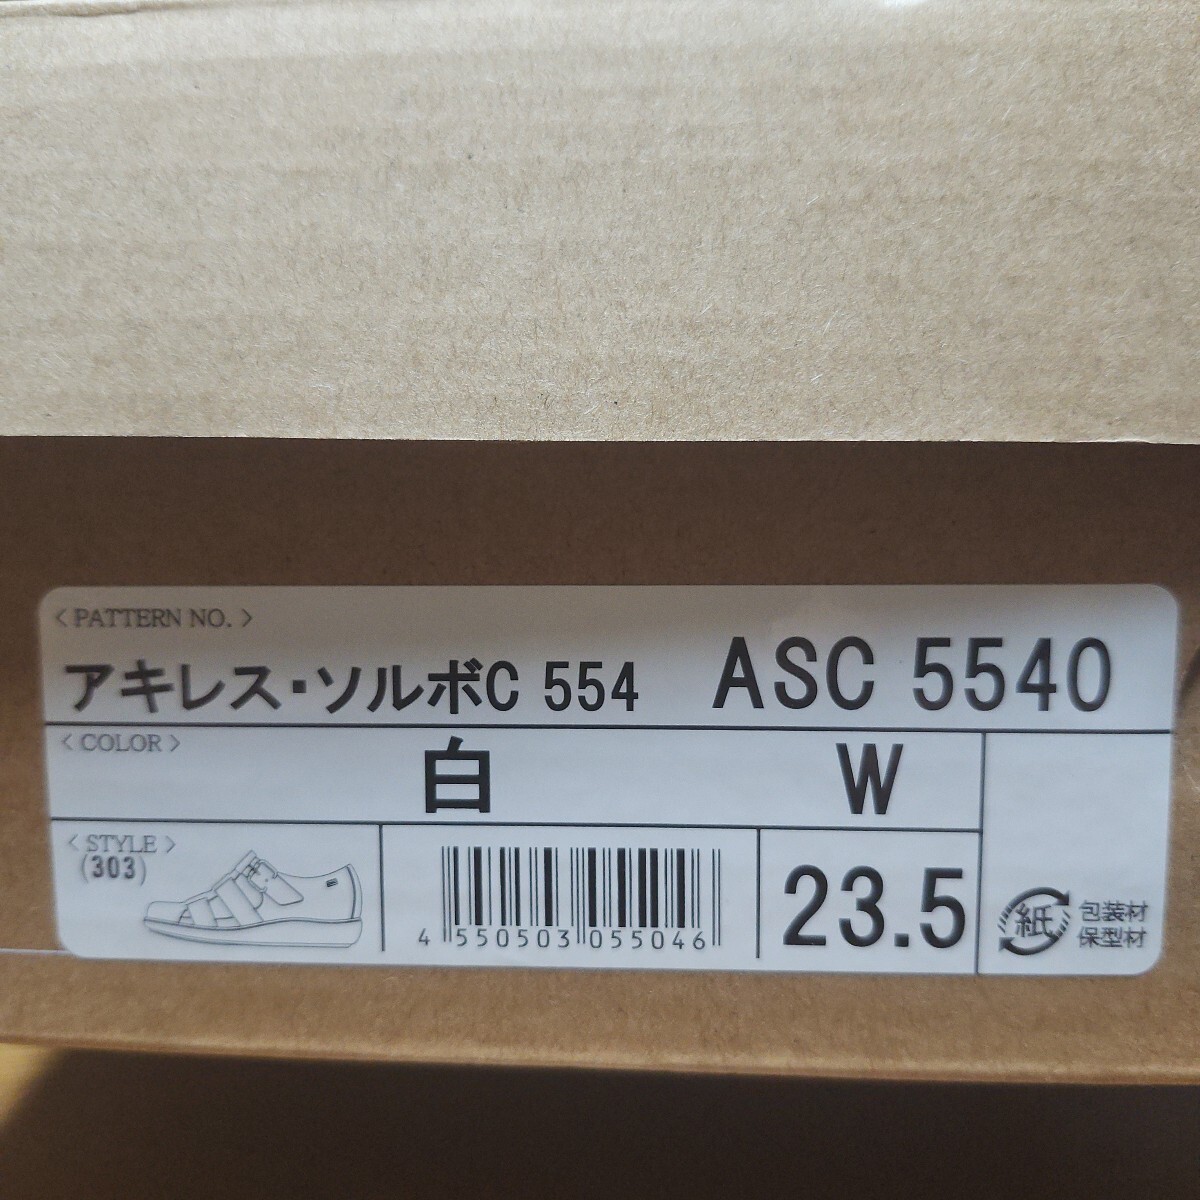 < PATTERN NO. >
アキレス・ソルボC 554 ASC 5540
< COLOR >
白 W
< STYLE >
(303)
4 550503 055046
23.5
紙
包装材
保型材